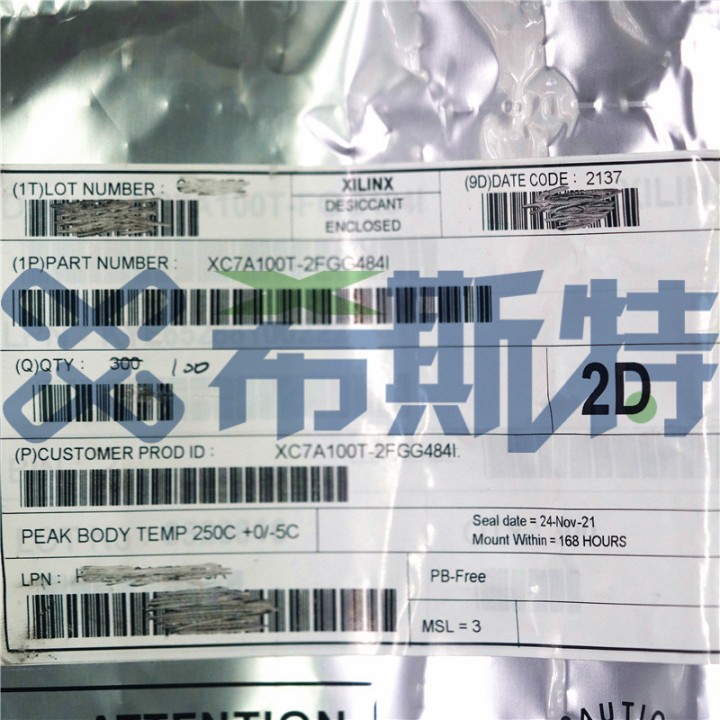 (1T)LOT NUMBER :
XILINX
DESICCANT
ENCLOSED
(9D)DATE CODE : 2137
(1P)PART NUMBER : XC7A100T-2FGG484I
希斯特
(Q)QTY : 300 100
2D
(P)CUSTOMER PROD ID : XC7A100T-2FGG484I.
PEAK BODY TEMP 250C +0/-5C
Seal date = 24-Nov-21
Mount Within = 168 HOURS
LPN :
PB-Free
MSL = 3
ATTENTION